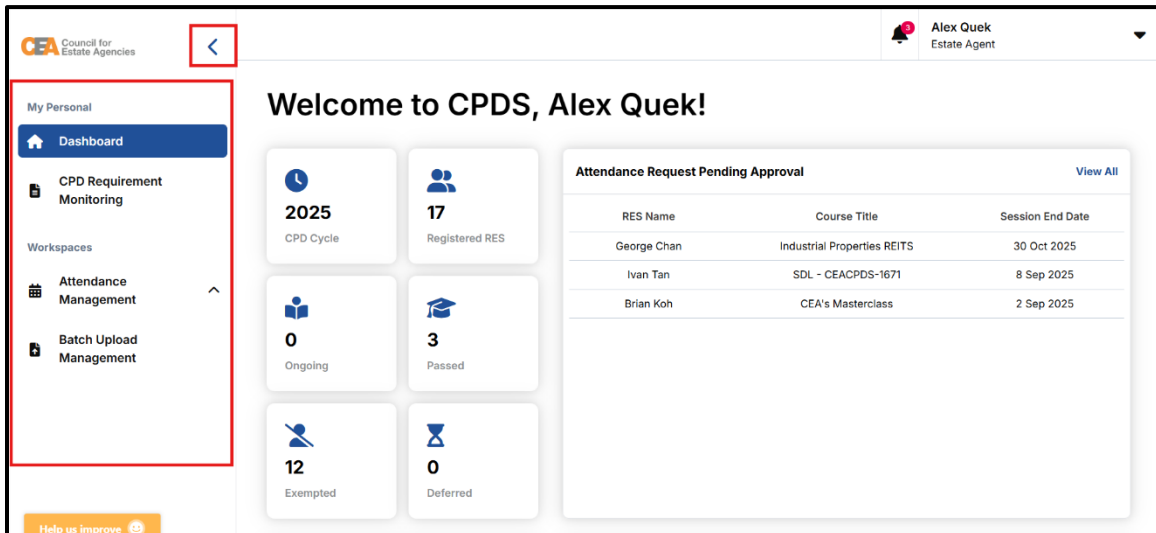 CEA Council for
Estate Agencies
3
Alex Quek
Estate Agent
My Personal
Dashboard
CPD Requirement
Monitoring
Workspaces
Attendance
Management
Batch Upload
Management
Help us improve
Welcome to CPDS, Alex Quek!
2025
CPD Cycle
17
Registered RES
0
Ongoing
3
Passed
12
Exempted
0
Deferred
Attendance Request Pending Approval View All
RES Name Course Title Session End Date
George Chan Industrial Properties REITS 30 Oct 2025
Ivan Tan SDL - CEACPDS-1671 8 Sep 2025
Brian Koh CEA's Masterclass 2 Sep 2025